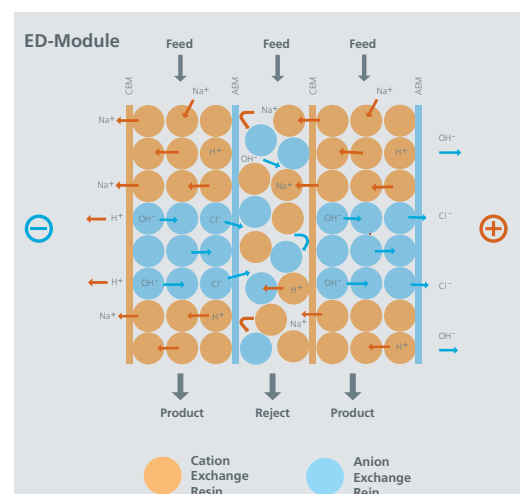 ED-Module
Feed Feed Feed
CEM AEM CEM AEM
Na⁺ Na⁺ Na⁺
Na⁺ OH⁻
H⁺ OH⁻ H⁺
Na⁺ Na⁺
H⁺ OH⁻ Cl⁻ OH⁻ Cl⁻
H⁺ OH⁻ Cl⁻ H⁺ OH⁻ Cl⁻
Na⁺ H⁺ Na⁺
OH⁻
H⁺
Product Reject Product
Cation Anion
Exchange Exchange
Resin Rein